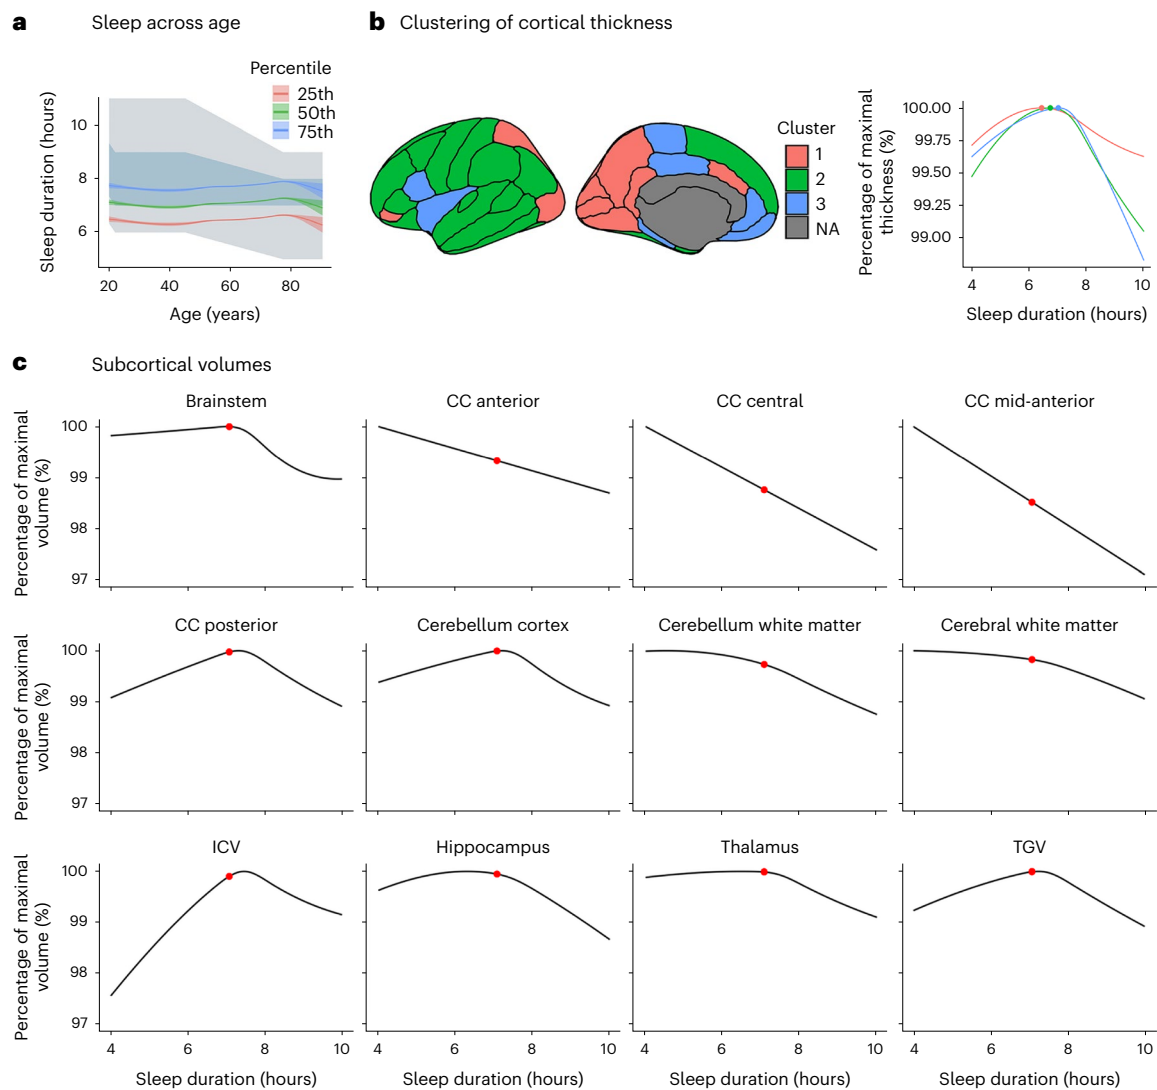 a Sleep across age
b Clustering of cortical thickness
Percentile
25th
50th
75th
Sleep duration (hours)
10
8
6
20 40 60 80
Age (years)
Cluster
1
2
3
NA
Percentage of maximal
thickness (%)
100.00
99.75
99.50
99.25
99.00
4 6 8 10
Sleep duration (hours)
c Subcortical volumes
Brainstem CC anterior CC central CC mid-anterior
Percentage of maximal
volume (%)
100
99
98
97
CC posterior Cerebellum cortex Cerebellum white matter Cerebral white matter
Percentage of maximal
volume (%)
100
99
98
97
ICV Hippocampus Thalamus TGV
Percentage of maximal
volume (%)
100
99
98
97
4 6 8 10 4 6 8 10 4 6 8 10 4 6 8 10
Sleep duration (hours) Sleep duration (hours) Sleep duration (hours) Sleep duration (hours)